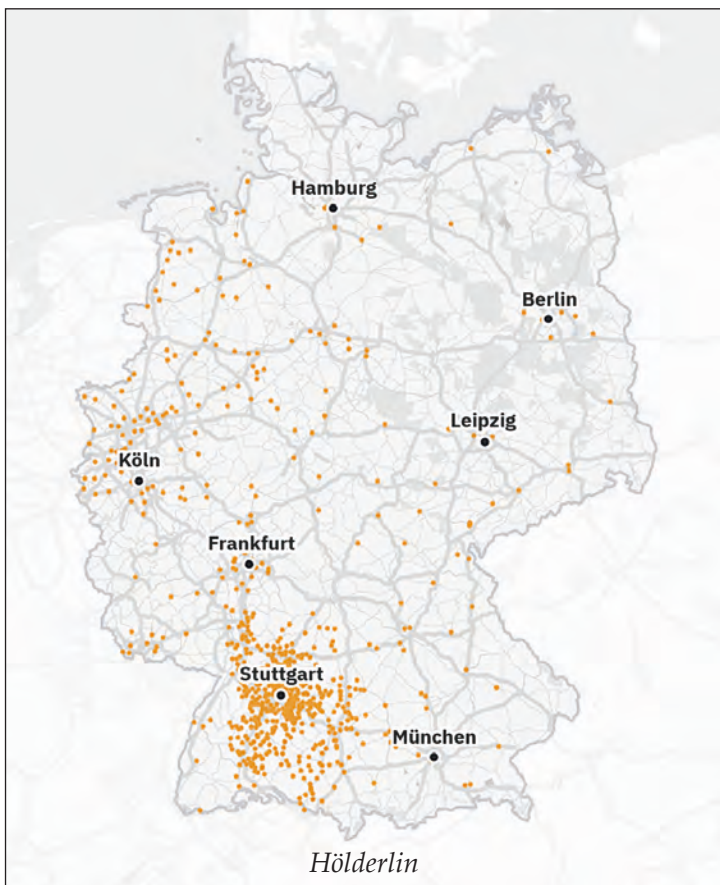 Hamburg
Berlin
Leipzig
Köln
Frankfurt
Stuttgart
München
Hölderlin